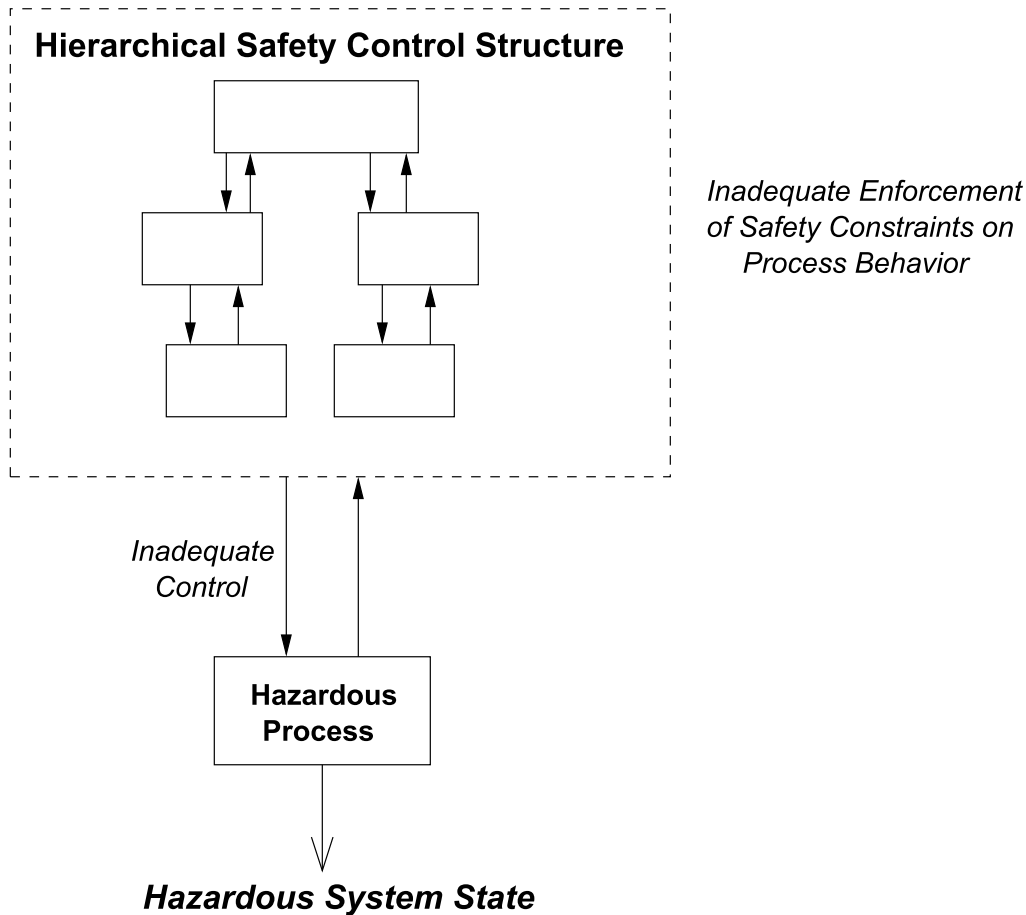 Hierarchical Safety Control Structure
Inadequate Enforcement
of Safety Constraints on
Process Behavior
Inadequate
Control
Hazardous
Process
Hazardous System State